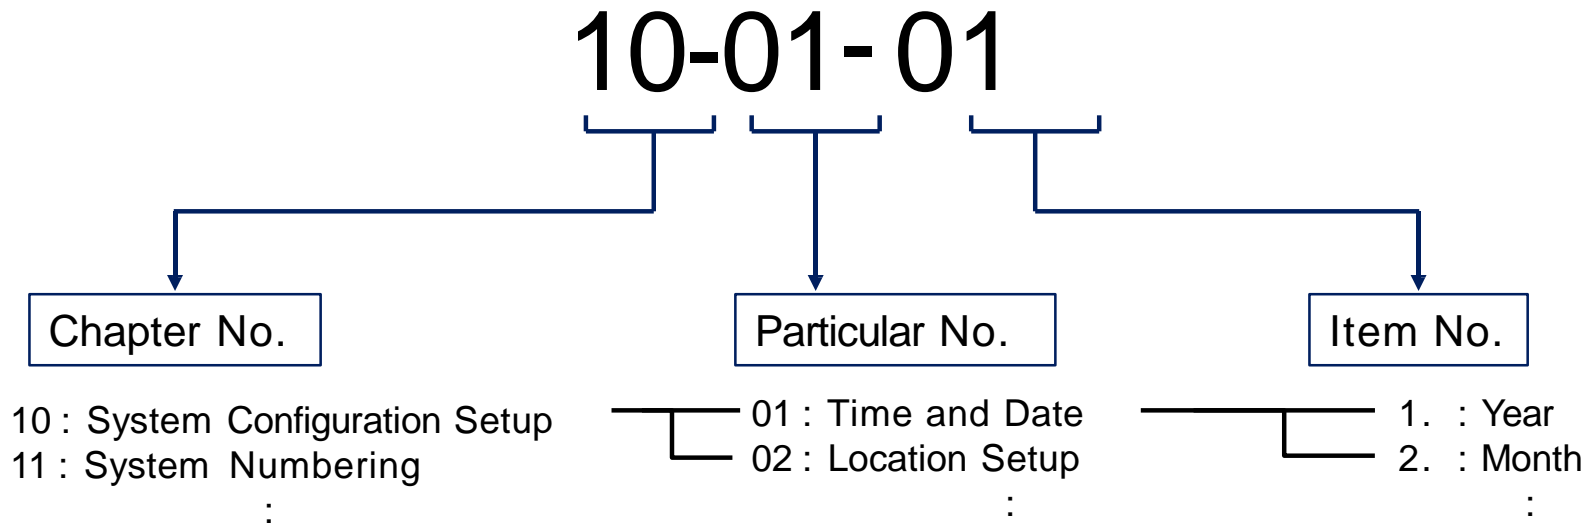 10-01- 01
Chapter No.
Particular No.
Item No.
10 : System Configuration Setup
11 : System Numbering
:
01 : Time and Date
02 : Location Setup
:
1. : Year
2. : Month
: